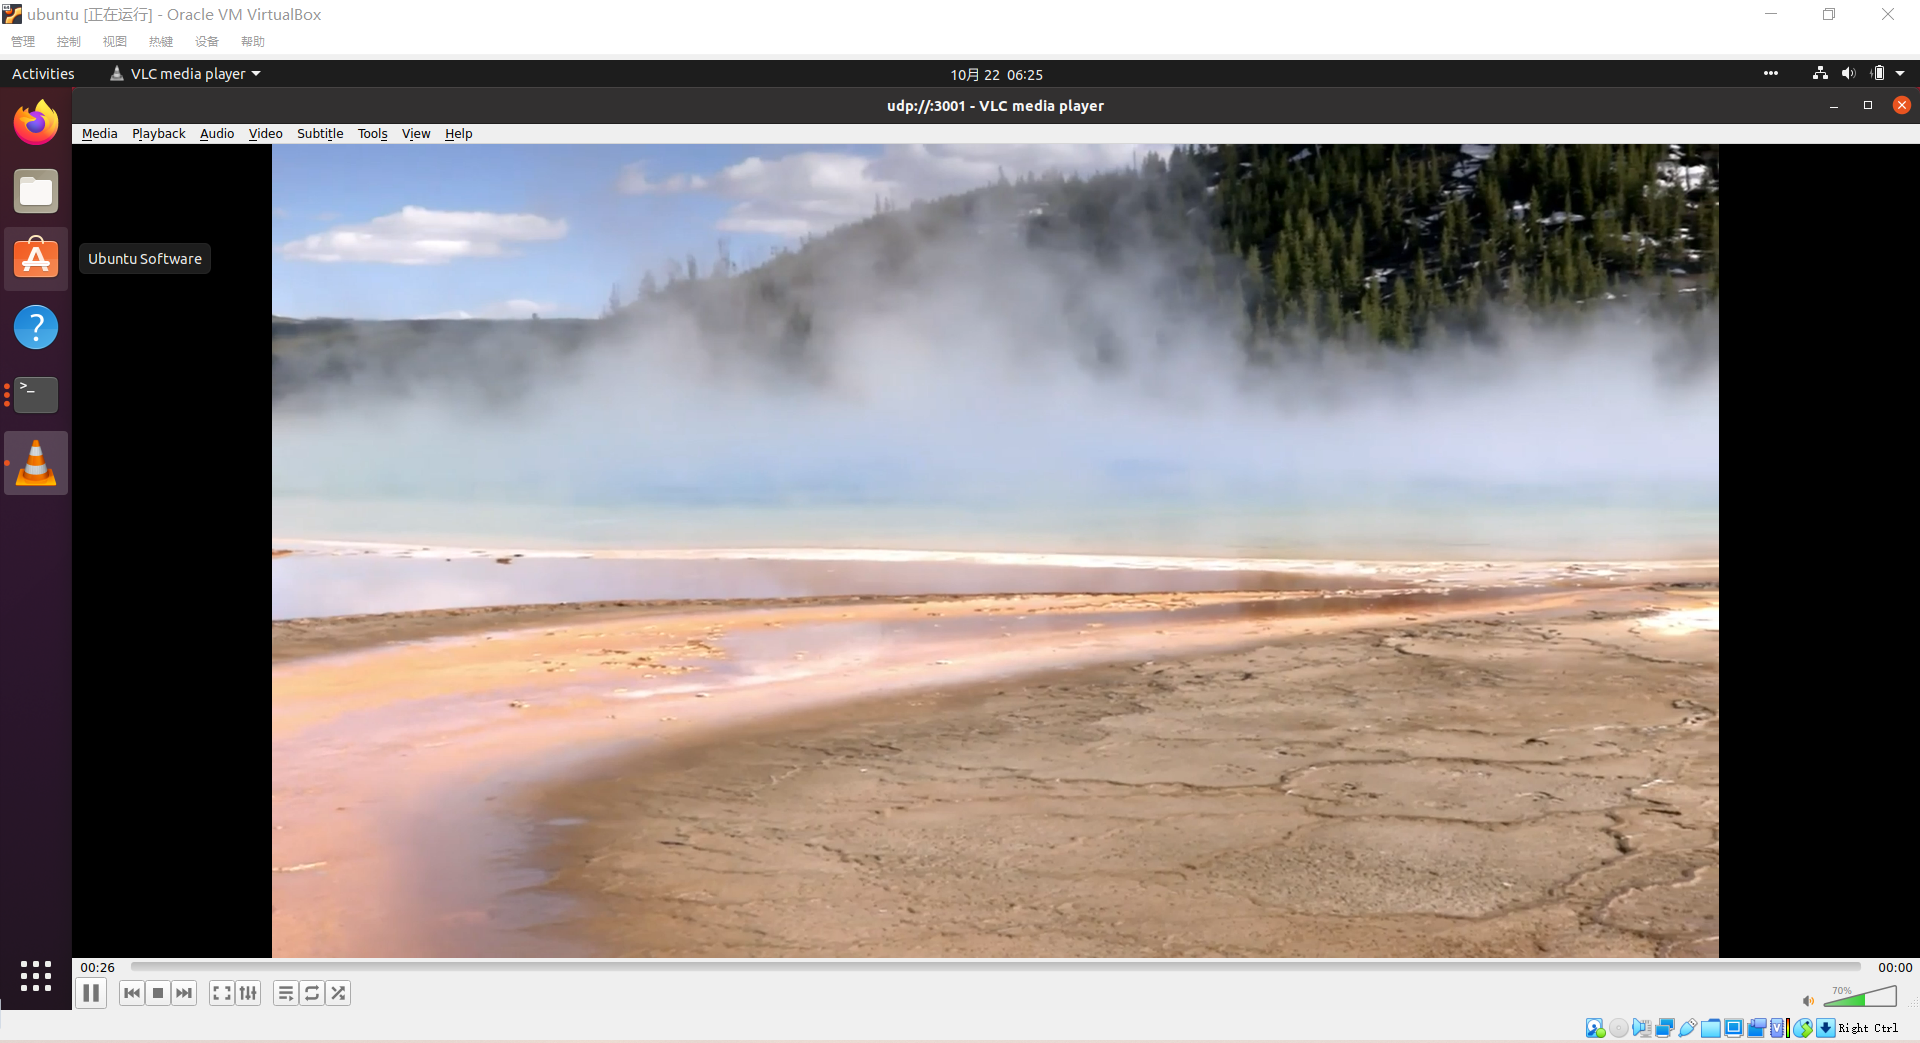 ubuntu [正在运行] - Oracle VM VirtualBox
管理 控制 视图 热键 设备 帮助
Activities VLC media player 10月 22 06:25
udp://:3001 - VLC media player
Media Playback Audio Video Subtitle Tools View Help
Ubuntu Software
00:26 00:00
70%
Right Ctrl